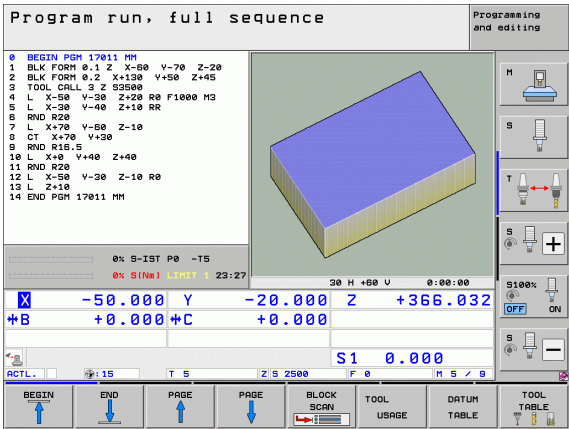 Program run, full sequence
Programming
and editing
0 BEGIN PGM 17011 MM
1 BLK FORM 0.1 Z X-60 Y-70 Z-20
2 BLK FORM 0.2 X+130 Y+50 Z+45
3 TOOL CALL 3 Z S3500
4 L X-50 Y-30 Z+20 R0 F1000 M3
5 L X-30 Y-40 Z+10 RR
6 RND R20
7 L X+70 Y-60 Z-10
8 CT X+70 Y+30
9 RND R16.5
10 L X+0 Y+40 Z+40
11 RND R20
12 L X-50 Y-30 Z-10 R0
13 L Z+10
14 END PGM 17011 MM
0% S-IST P0 -T5
0% S[Nm] LIMIT 1 23:27
30 H +60 V 0:00:00
X -50.000 Y -20.000 Z +366.032
B +0.000 C +0.000
S1 0.000
ACTL. : 15 T 5 Z S 2500 F 0 M 5 / 9
M
S
T
S
+
S100%
OFF ON
S
−
BEGIN
END
PAGE
PAGE
BLOCK
SCAN
TOOL
USAGE
DATUM
TABLE
TOOL
TABLE